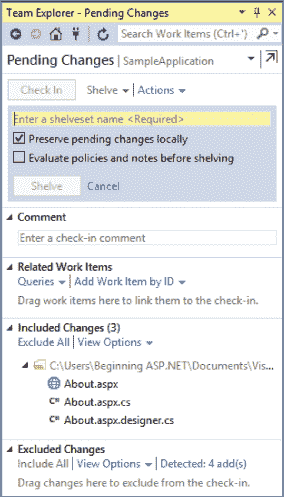 Team Explorer - Pending Changes
Search Work Items (Ctrl+')
Pending Changes | SampleApplication
Check In Shelve Actions
Enter a shelveset name <Required>
Preserve pending changes locally
Evaluate policies and notes before shelving
Shelve Cancel
Comment
Enter a check-in comment
Related Work Items
Queries | Add Work Item by ID
Drag work items here to link them to the check-in.
Included Changes (3)
Exclude All | View Options
C:\Users\Beginning ASP.NET\Documents\Vis...
About.aspx
C# About.aspx.cs
C# About.aspx.designer.cs
Excluded Changes
Include All | View Options | Detected: 4 add(s)
Drag changes here to exclude from the check-in.